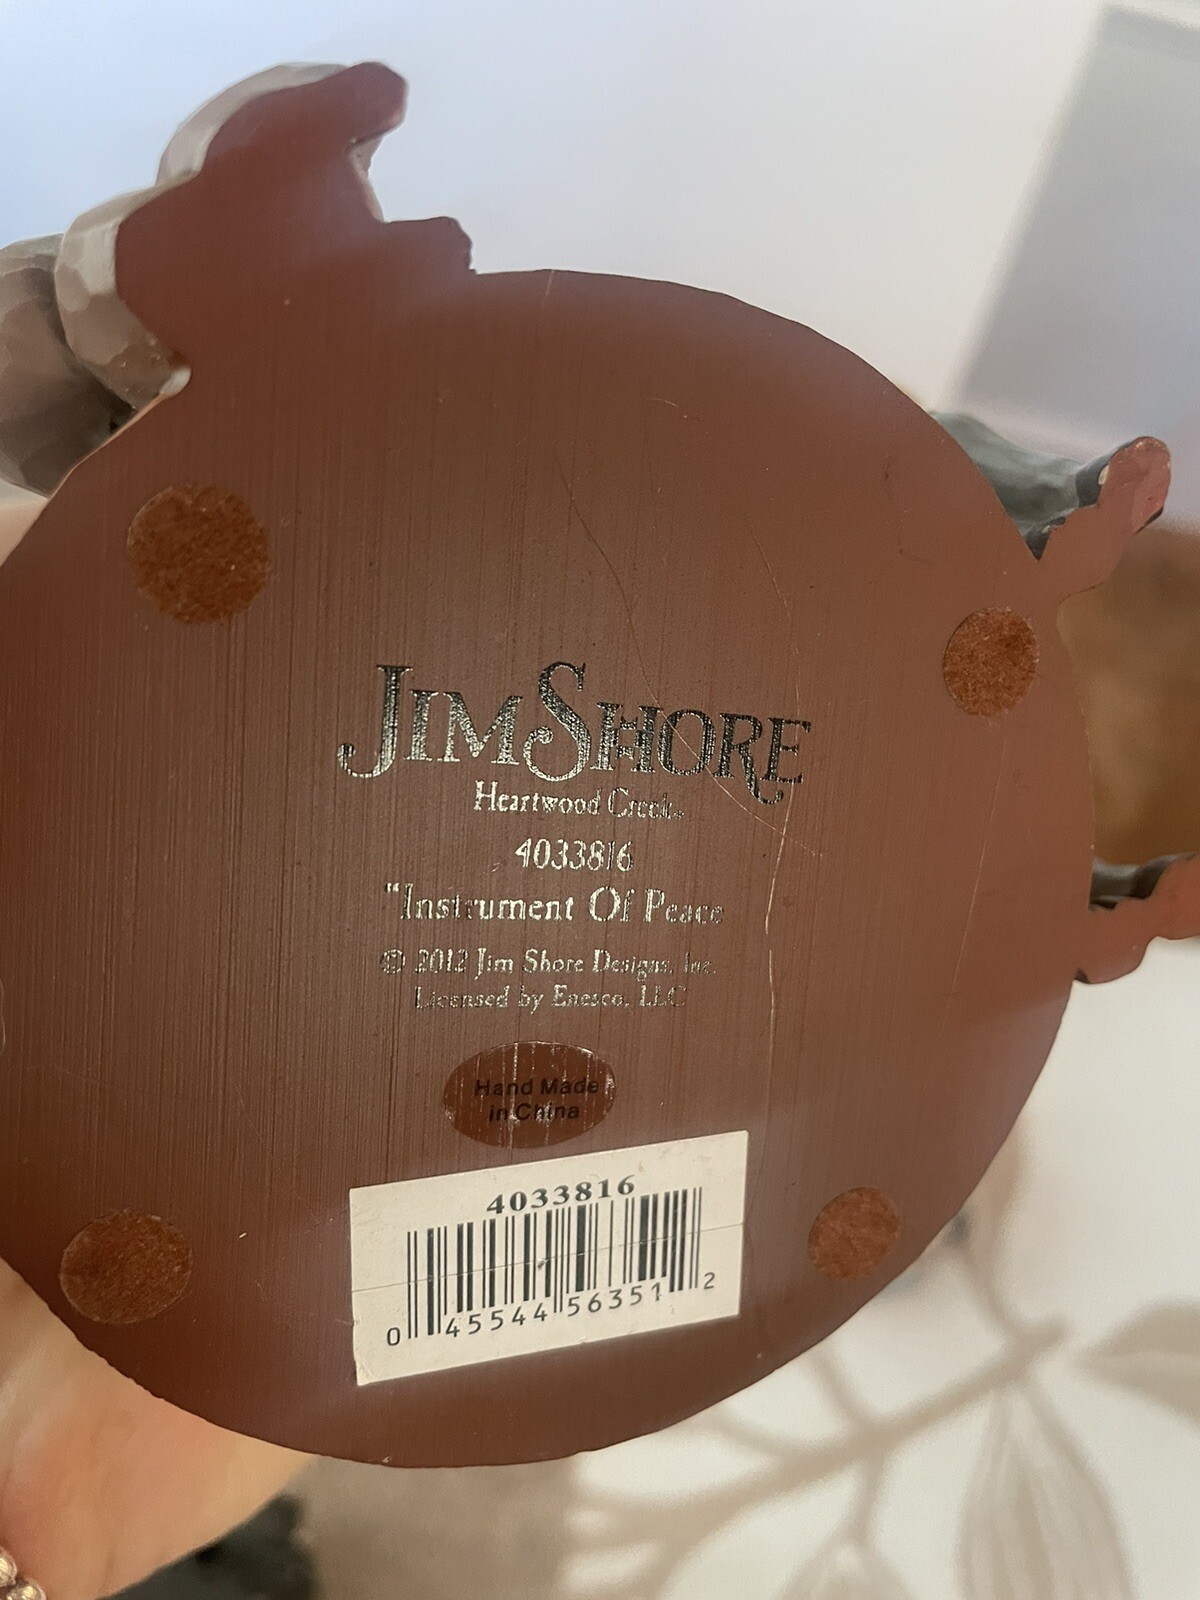 JIM SHORE
Heartwood Creek®
4033816
"Instrument Of Peace
© 2012 Jim Shore Designs, Inc.
Licensed by Enesco, LLC
Hand Made
in China
4033816
0 45544 56351 2